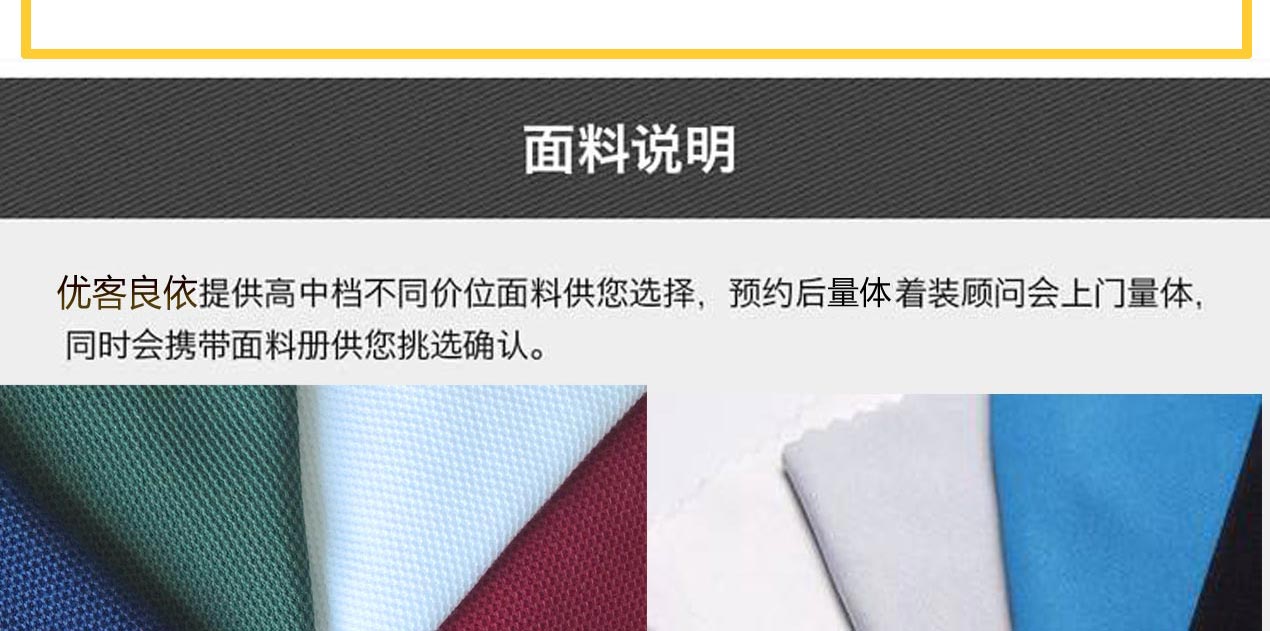 面料说明
优客良依提供高中档不同价位面料供您选择，预约后量体着装顾问会上门量体，
同时会携带面料册供您挑选确认。